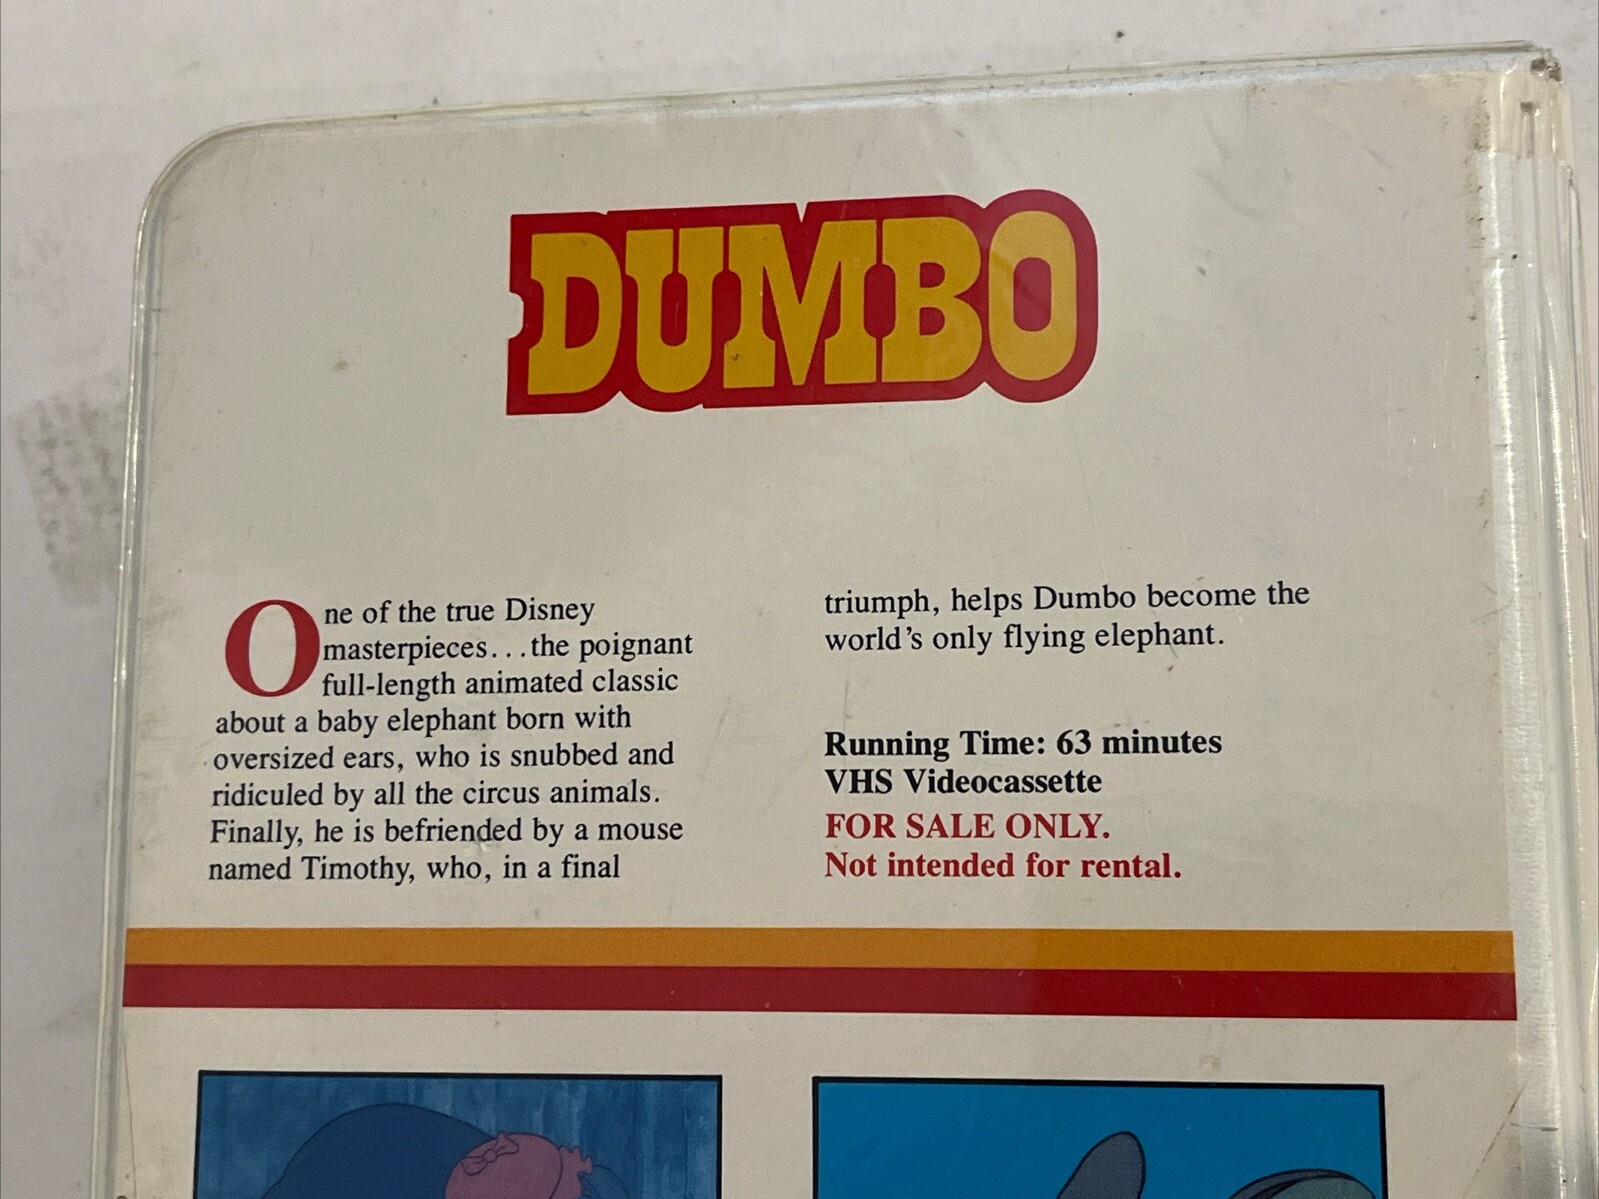 DUMBO
One of the true Disney
masterpieces...the poignant
full-length animated classic
about a baby elephant born with
oversized ears, who is snubbed and
ridiculed by all the circus animals.
Finally, he is befriended by a mouse
named Timothy, who, in a final
triumph, helps Dumbo become the
world's only flying elephant.
Running Time: 63 minutes
VHS Videocassette
FOR SALE ONLY.
Not intended for rental.